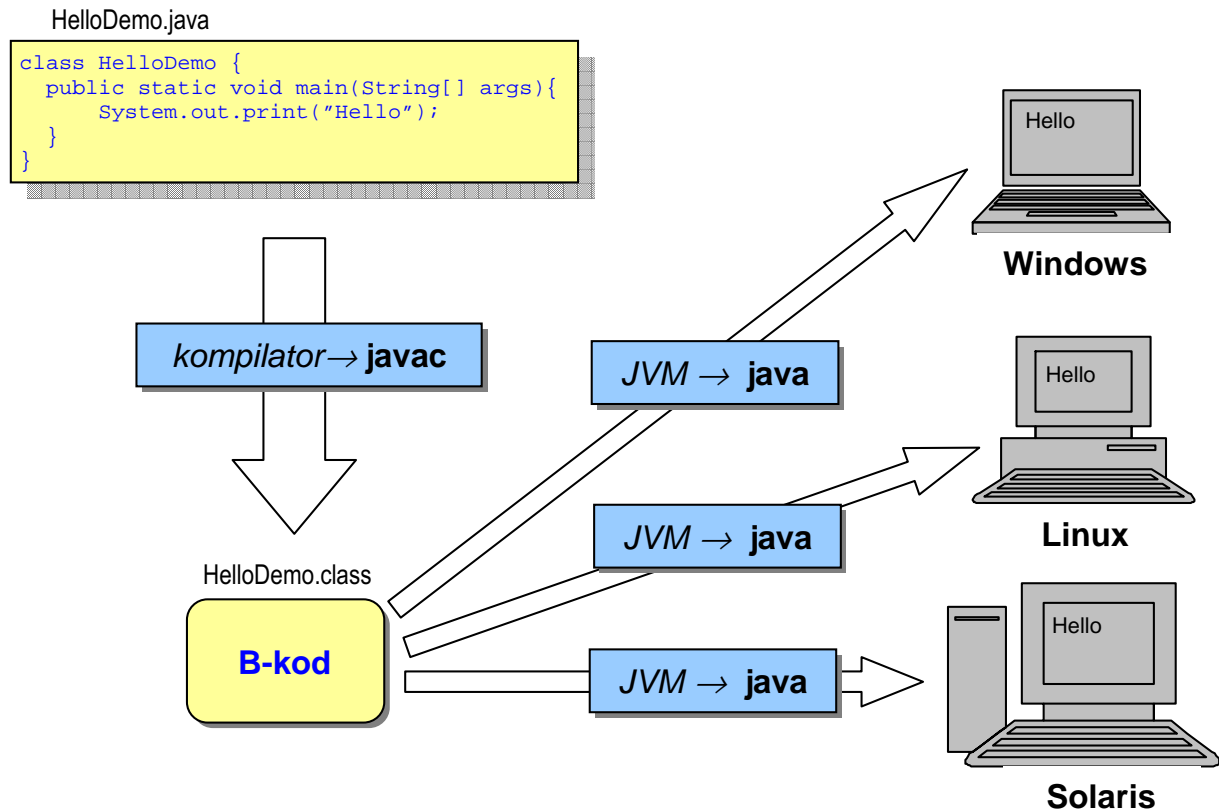 HelloDemo.java
class HelloDemo {
public static void main(String[] args){
System.out.print(”Hello”);
}
}
kompilator→ javac
HelloDemo.class
B-kod
JVM → java
Hello
Windows
JVM → java
Hello
Linux
JVM → java
Hello
Solaris